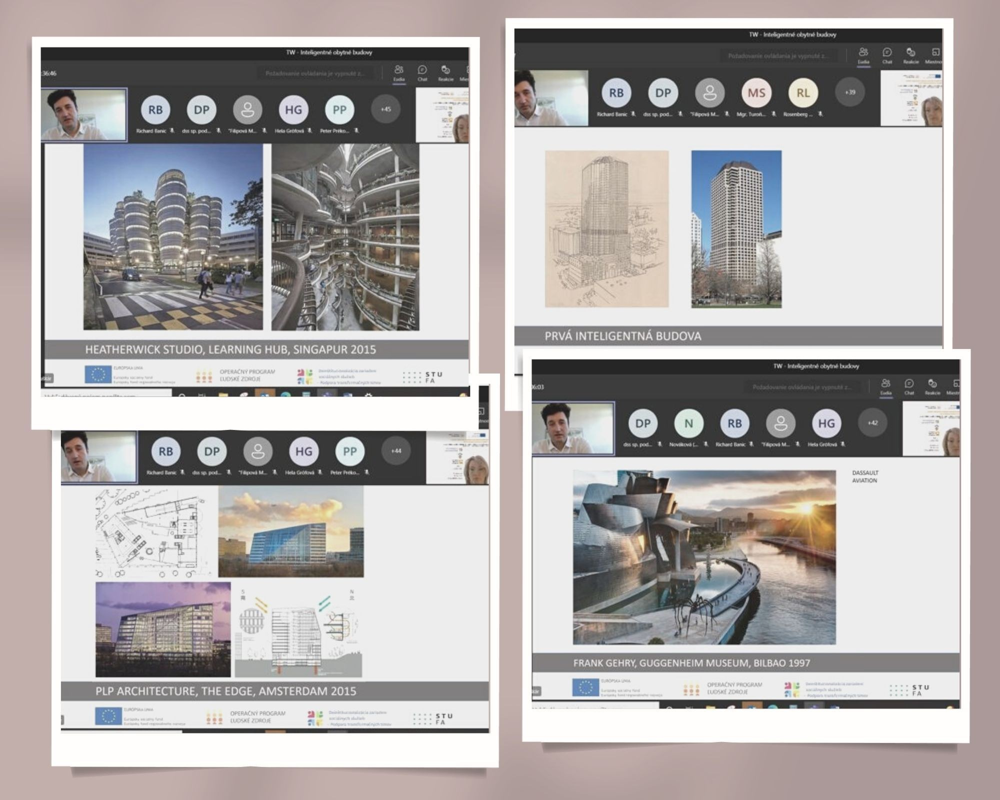 TW - Inteligentné obytné budovy
:36:46
Požadovanie ovládania je vypnuté z...
Ľudia
Chat
Reakcie
RB
DP
HG
PP
+45
Richard Banic
dss sp. pod...
"Filipová M...
Hela Grófová
Peter Préko...
HEATHERWICK STUDIO, LEARNING HUB, SINGAPUR 2015
EURÓPSKA ÚNIA
Európsky sociálny fond
Európsky fond regionálneho rozvoja
OPERAČNÝ PROGRAM
ĽUDSKÉ ZDROJE
Deinštitucionalizácia zariadení
sociálnych služieb
- Podpora transformačných tímov
STU
FA
TW - Inteligentné obytné budovy
Požadovanie ovládania je vypnuté z...
Ľudia
Chat
Reakcie
Miestno
RB
DP
MS
RL
+39
Richard Banic
dss sp. pod...
"Filipová M...
Mgr. Turoň...
Rosenberg ...
PRVÁ INTELIGENTNÁ BUDOVA
RB
DP
HG
PP
+44
Richard Banic
dss sp. pod...
"Filipová M...
Hela Grófová
Peter Préko...
S
南
N
北
PLP ARCHITECTURE, THE EDGE, AMSTERDAM 2015
EURÓPSKA ÚNIA
Európsky sociálny fond
Európsky fond regionálneho rozvoja
OPERAČNÝ PROGRAM
ĽUDSKÉ ZDROJE
Deinštitucionalizácia zariadení
sociálnych služieb
- Podpora transformačných tímov
STU
FA
TW - Inteligentné obytné budovy
06:03
Požadovanie ovládania je vypnuté z...
Ľudia
Chat
Reakcie
Miestn
DP
N
RB
HG
+42
dss sp. pod...
Nováková (...
Richard Banic
"Filipová M...
Hela Grófová
DASSAULT
AVIATION
FRANK GEHRY, GUGGENHEIM MUSEUM, BILBAO 1997
EURÓPSKA ÚNIA
Európsky sociálny fond
Európsky fond regionálneho rozvoja
OPERAČNÝ PROGRAM
ĽUDSKÉ ZDROJE
Deinštitucionalizácia zariadení
sociálnych služieb
- Podpora transformačných tímov
STU
FA